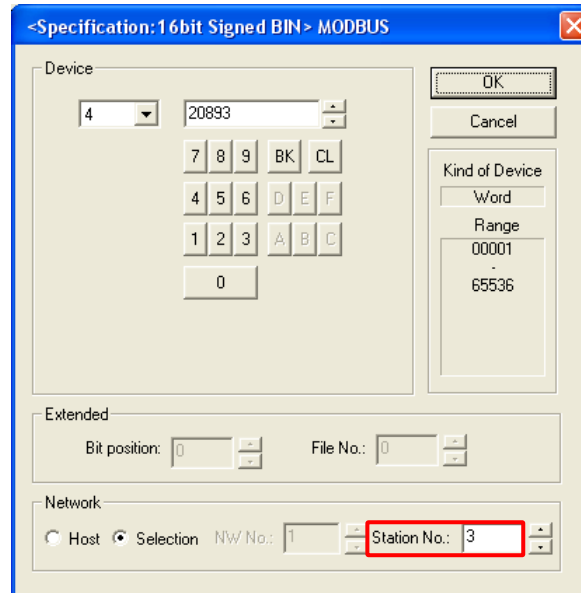 <Specification:16bit Signed BIN> MODBUS
Device
4
20893
OK
Cancel
7 8 9 BK CL
4 5 6 D E F
1 2 3 A B C
0
Kind of Device
Word
Range
00001
-
65536
Extended
Bit position: 0
File No.: 0
Network
Host Selection NW No.: 1 Station No.: 3